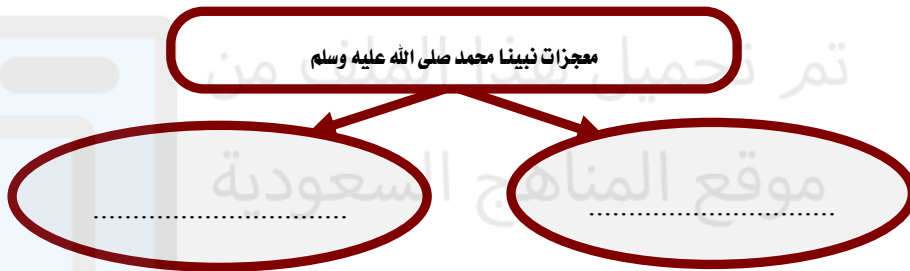 معجزات نبينا محمد صلى الله عليه وسلم
تم تحميل هذا الملف من
موقع المناهج السعودية
................................
...............................